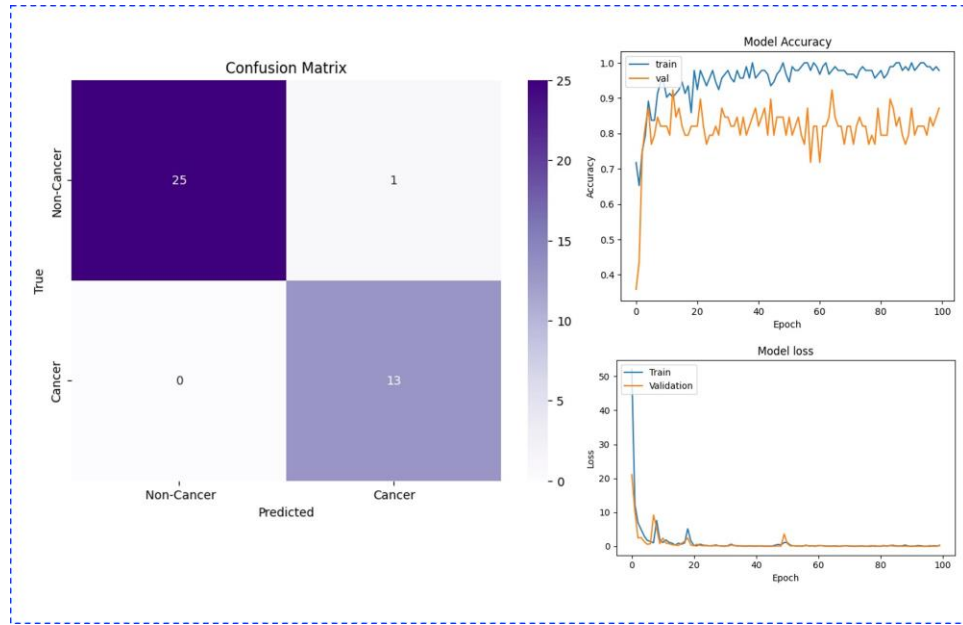 Confusion Matrix
True
Non-Cancer
Cancer
25
1
0
13
Non-Cancer
Cancer
Predicted
25
20
15
10
5
0
Model Accuracy
train
val
Accuracy
1.0
0.9
0.8
0.7
0.6
0.5
0.4
0 20 40 60 80 100
Epoch
Model loss
Train
Validation
Loss
50
40
30
20
10
0
0 20 40 60 80 100
Epoch